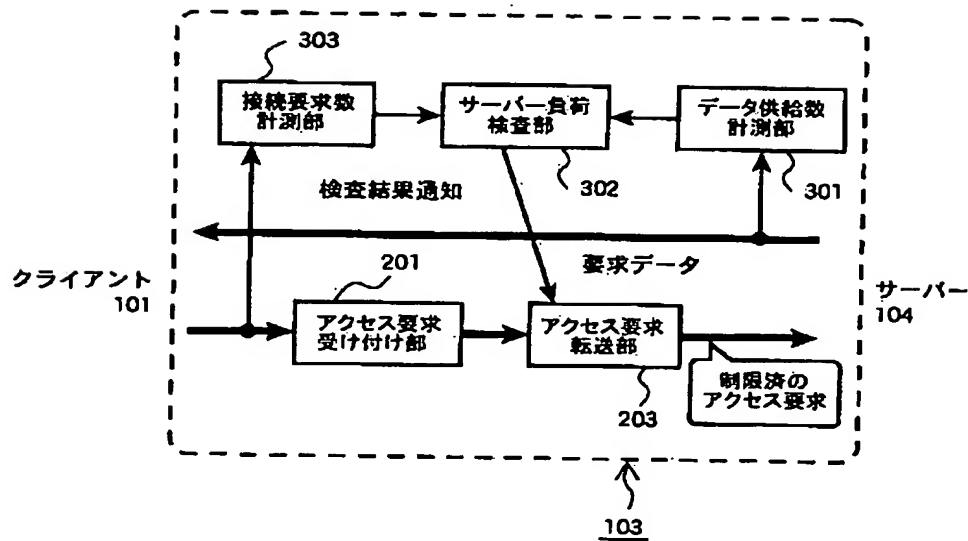 303
接続要求数
計測部
サーバー負荷
検査部
データ供給数
計測部
302
301
検査結果通知
要求データ
クライアント
101
201
アクセス要求
受け付け部
アクセス要求
転送部
203
サーバー
104
制限済の
アクセス要求
103